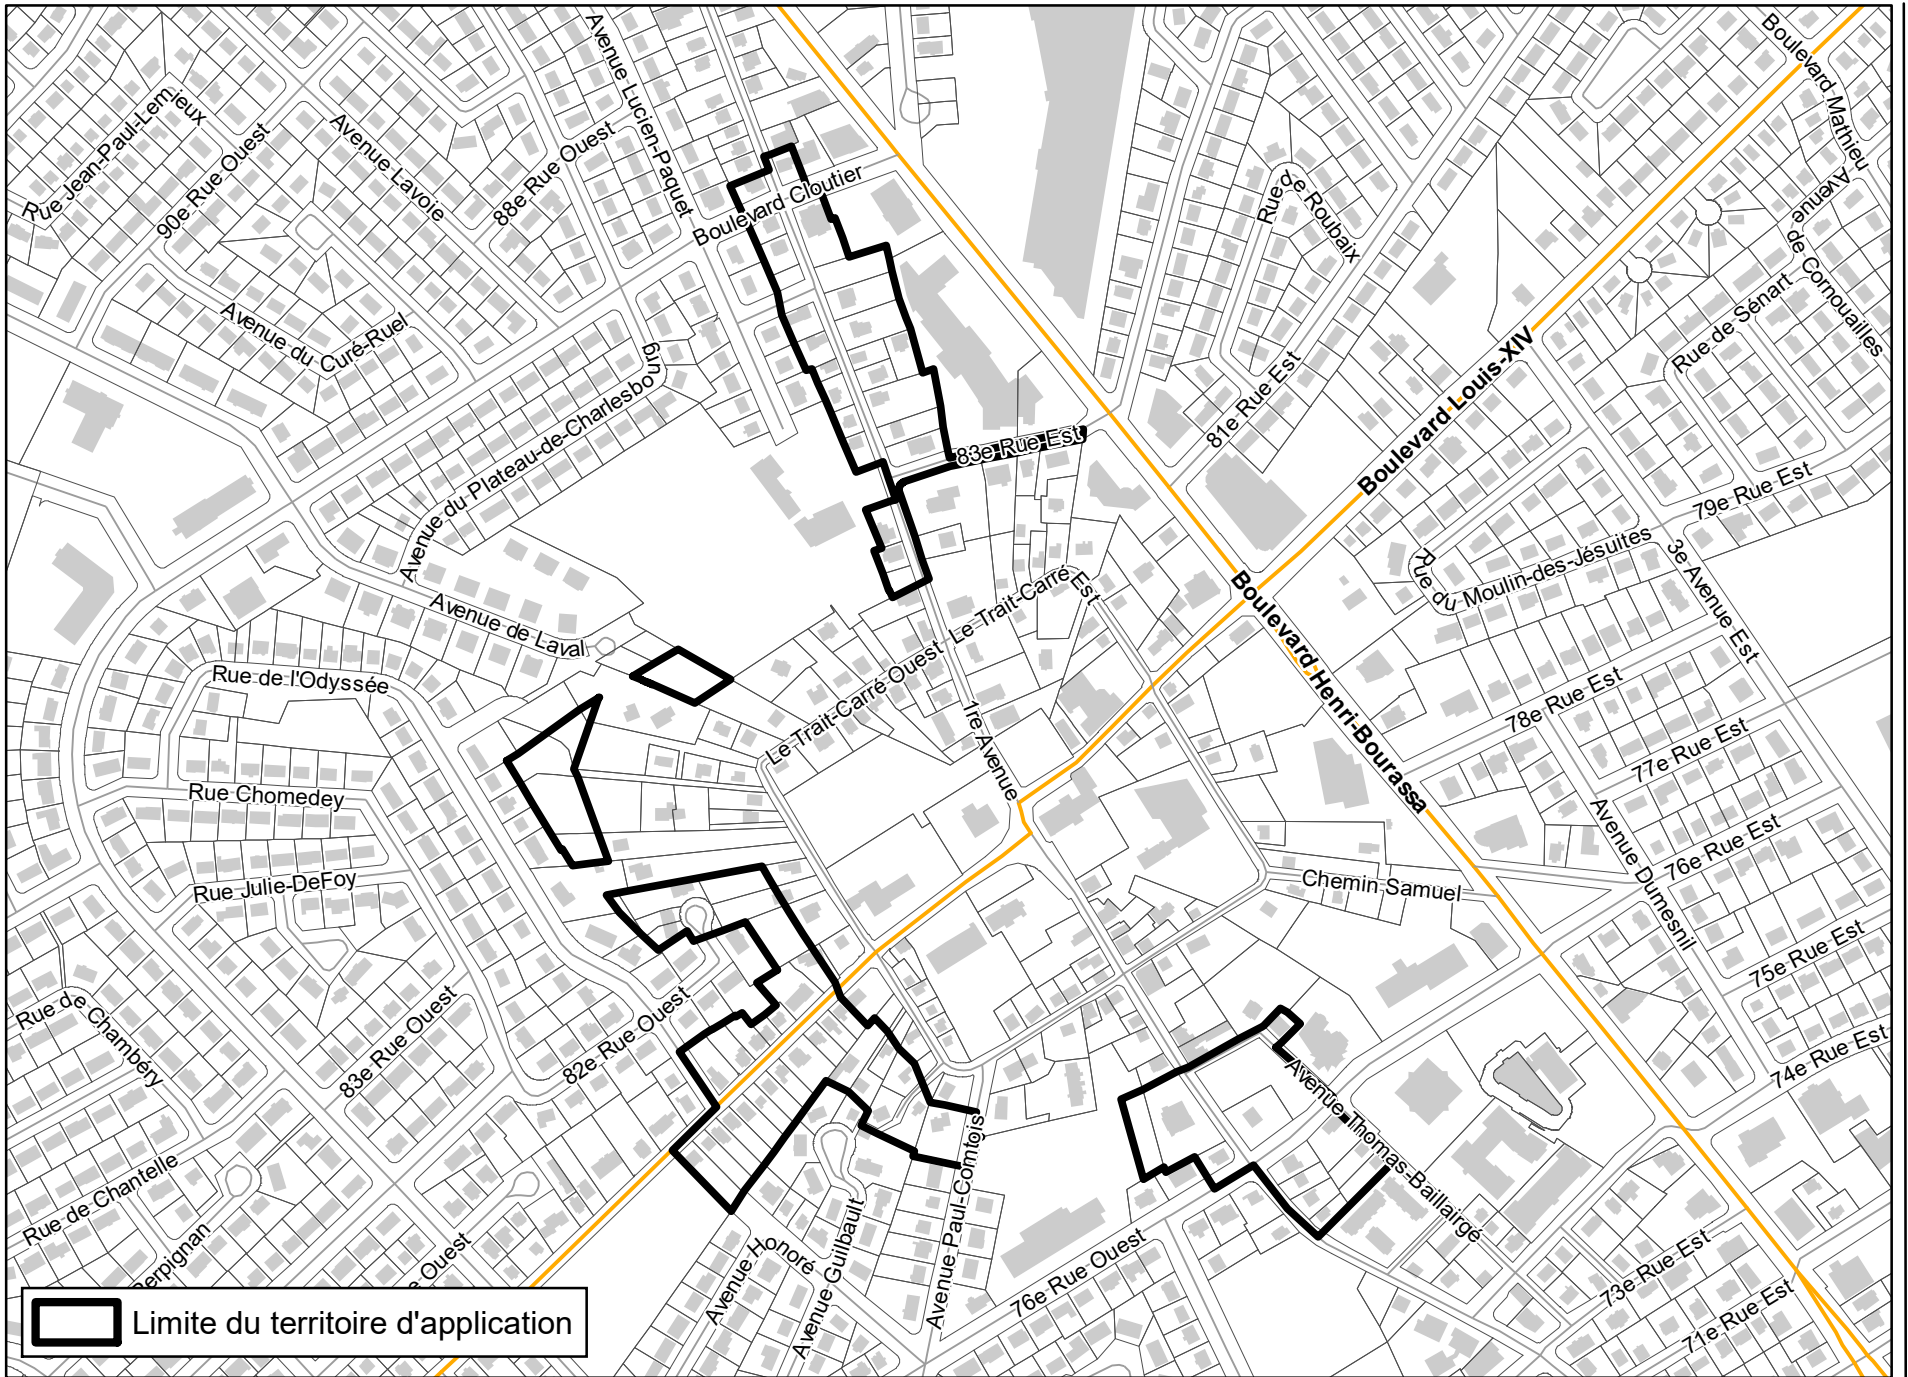 Boulevard Mathieu
Avenue Lucien-Paquet
Rue Jean-Paul-Lemieux
90e Rue Ouest
Avenue Lavoie
88e Rue Ouest
Boulevard Cloutier
Rue de Roubaix
Avenue de Cornouailles
Rue de Sénart
Avenue du Curé-Ruel
Avenue du Plateau-de-Charlesbourg
81e Rue Est
Boulevard Louis-XIV
83e Rue Est
79e Rue Est
Rue du Moulin-des-Jésuites
3e Avenue Est
Avenue de Laval
Le Trait-Carré Est
Le Trait-Carré Ouest
Boulevard Henri-Bourassa
Rue de l'Odyssée
1re Avenue
78e Rue Est
77e Rue Est
Rue Chomedey
Avenue Dumesnil
76e Rue Est
Rue Julie-DeFoy
Chemin Samuel
75e Rue Est
Rue de Chambéry
83e Rue Ouest
82e Rue Ouest
74e Rue Est
Avenue Thomas-Baillairgé
Avenue Paul-Comtois
Rue de Chantelle
Perpignan
e Ouest
Avenue Honoré
Avenue Guilbault
76e Rue Ouest
73e Rue Est
71e Rue Est
Limite du territoire d'application